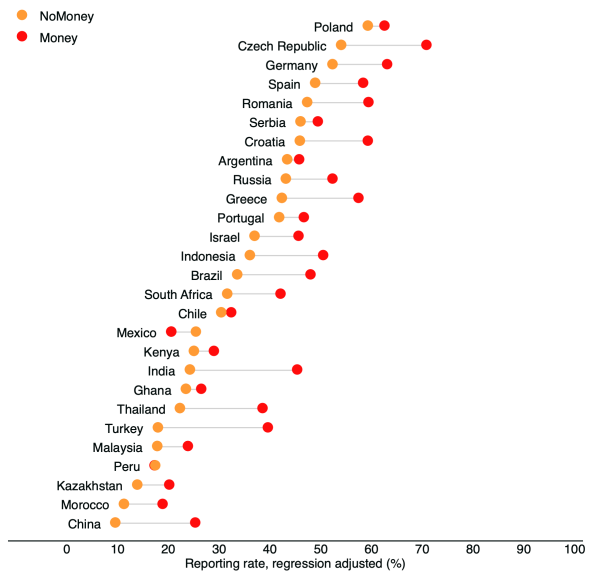 NoMoney
Money
Poland
Czech Republic
Germany
Spain
Romania
Serbia
Croatia
Argentina
Russia
Greece
Portugal
Israel
Indonesia
Brazil
South Africa
Chile
Mexico
Kenya
India
Ghana
Thailand
Turkey
Malaysia
Peru
Kazakhstan
Morocco
China
0 10 20 30 40 50 60 70 80 90 100
Reporting rate, regression adjusted (%)